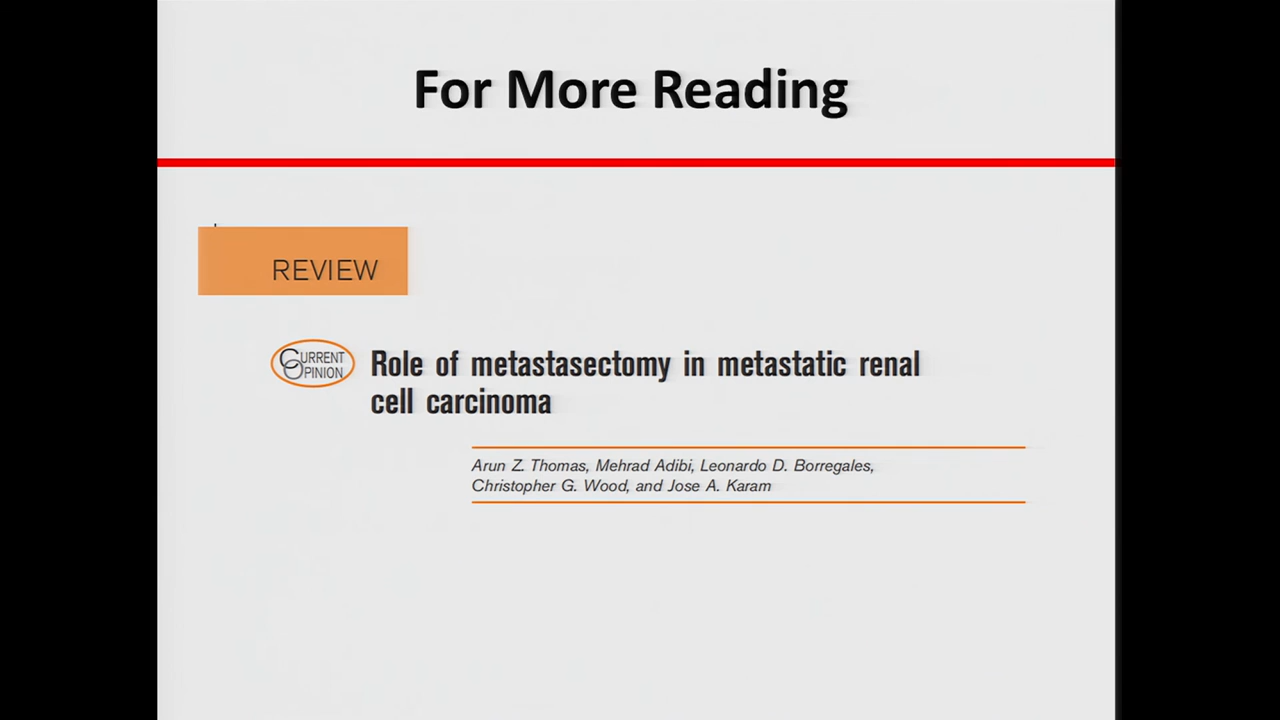 For More Reading
REVIEW
CURRENT
OPINION
Role of metastasectomy in metastatic renal
cell carcinoma
Arun Z. Thomas, Mehrad Adibi, Leonardo D. Borregales,
Christopher G. Wood, and Jose A. Karam